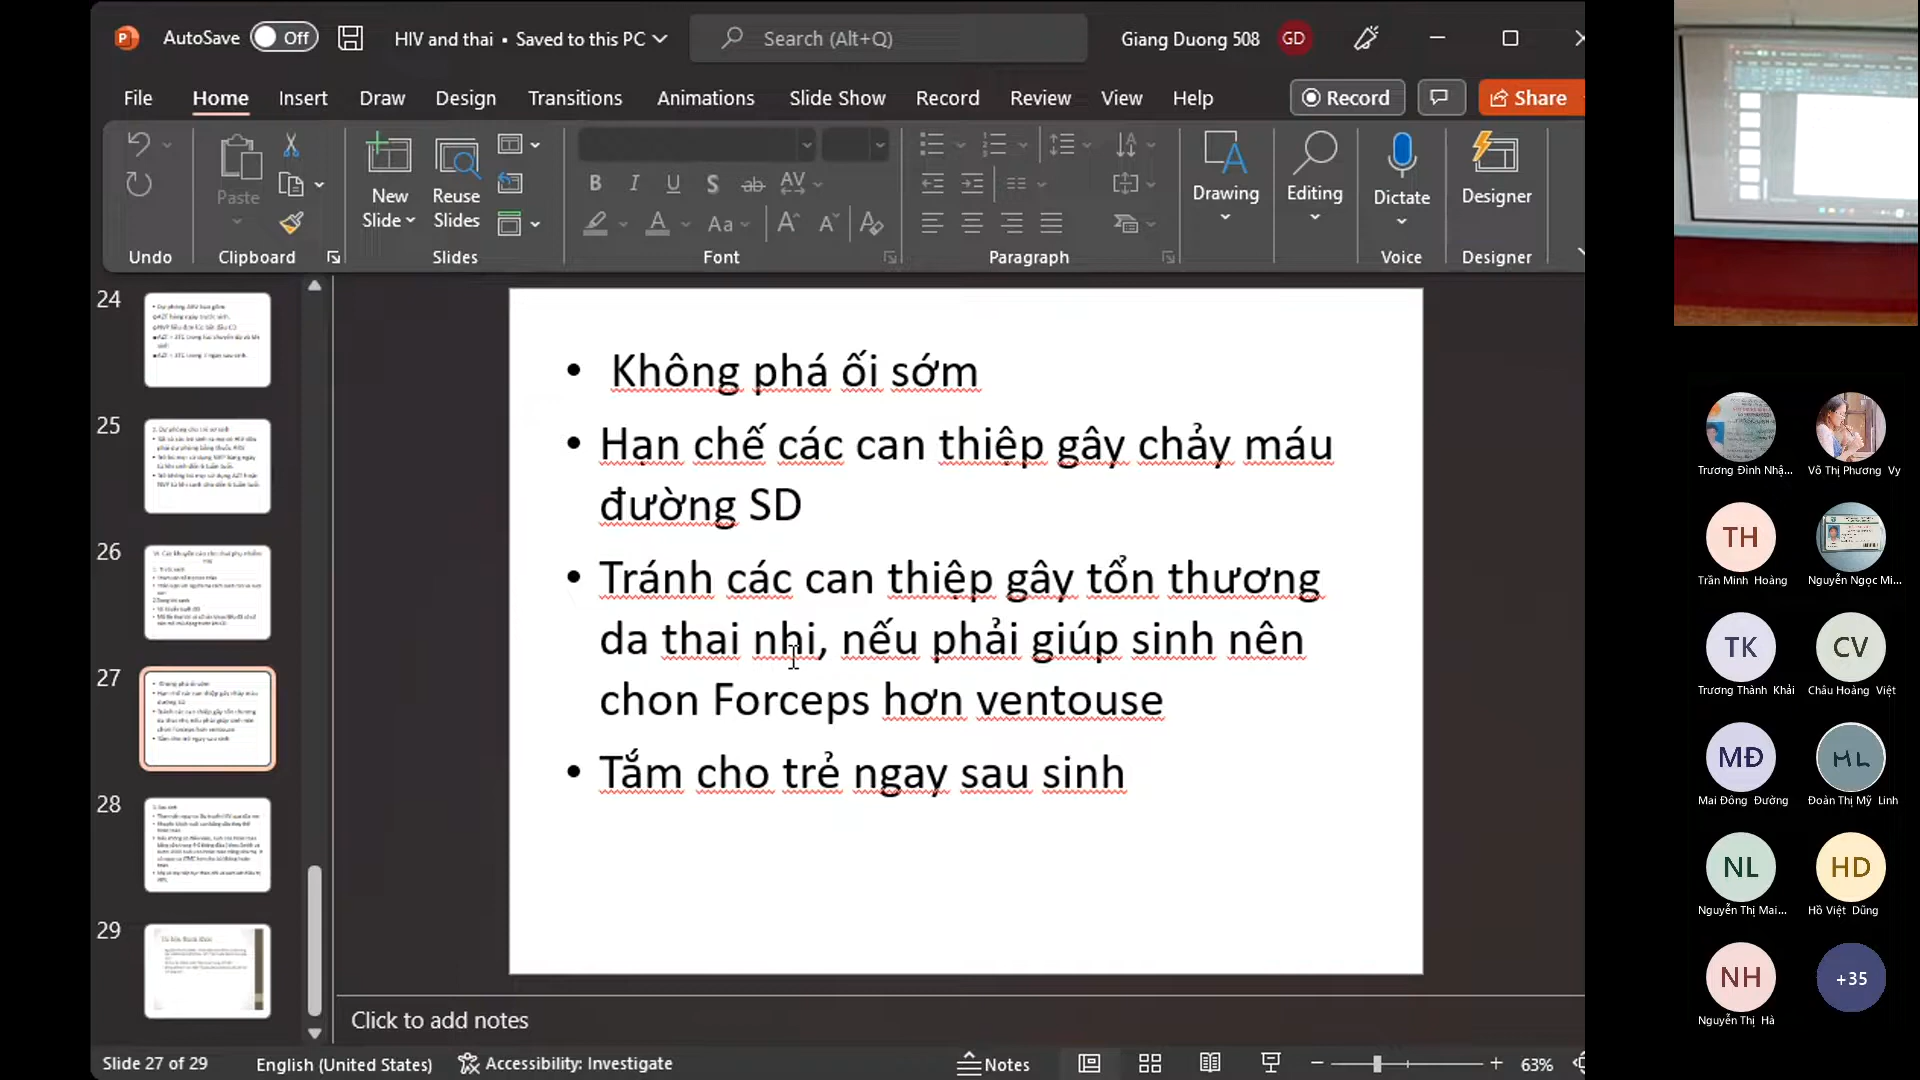 AutoSave Off HIV and thai • Saved to this PC Search (Alt+Q) Giang Duong 508 GD
File Home Insert Draw Design Transitions Animations Slide Show Record Review View Help Record Share
Paste New Slide Reuse Slides Drawing Editing Dictate Designer
Undo Clipboard Slides Font Paragraph Voice Designer
24
25
26
27
28
29
• Không phá ối sớm
• Hạn chế các can thiệp gây chảy máu
đường SD
• Tránh các can thiệp gây tổn thương
da thai nhi, nếu phải giúp sinh nên
chon Forceps hơn ventouse
• Tắm cho trẻ ngay sau sinh
Click to add notes
Slide 27 of 29 English (United States) Accessibility: Investigate Notes 63%
Trương Đình Nhậ... Võ Thị Phương Vy
TH
Trần Minh Hoàng Nguyễn Ngọc Mi...
TK CV
Trương Thành Khải Châu Hoàng Việt
MĐ ML
Mai Đông Đường Đoàn Thị Mỹ Linh
NL HD
Nguyễn Thị Mai... Hồ Việt Dũng
NH +35
Nguyễn Thị Hà